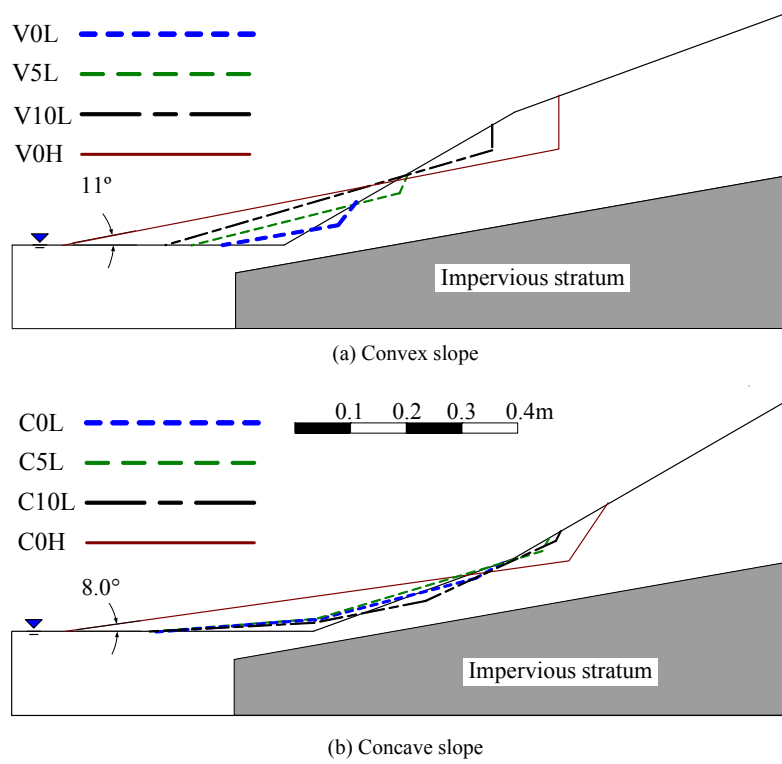 V0L
V5L
V10L
V0H
11º
Impervious stratum
(a) Convex slope
C0L
0.1 0.2 0.3 0.4m
C5L
C10L
C0H
8.0°
Impervious stratum
(b) Concave slope